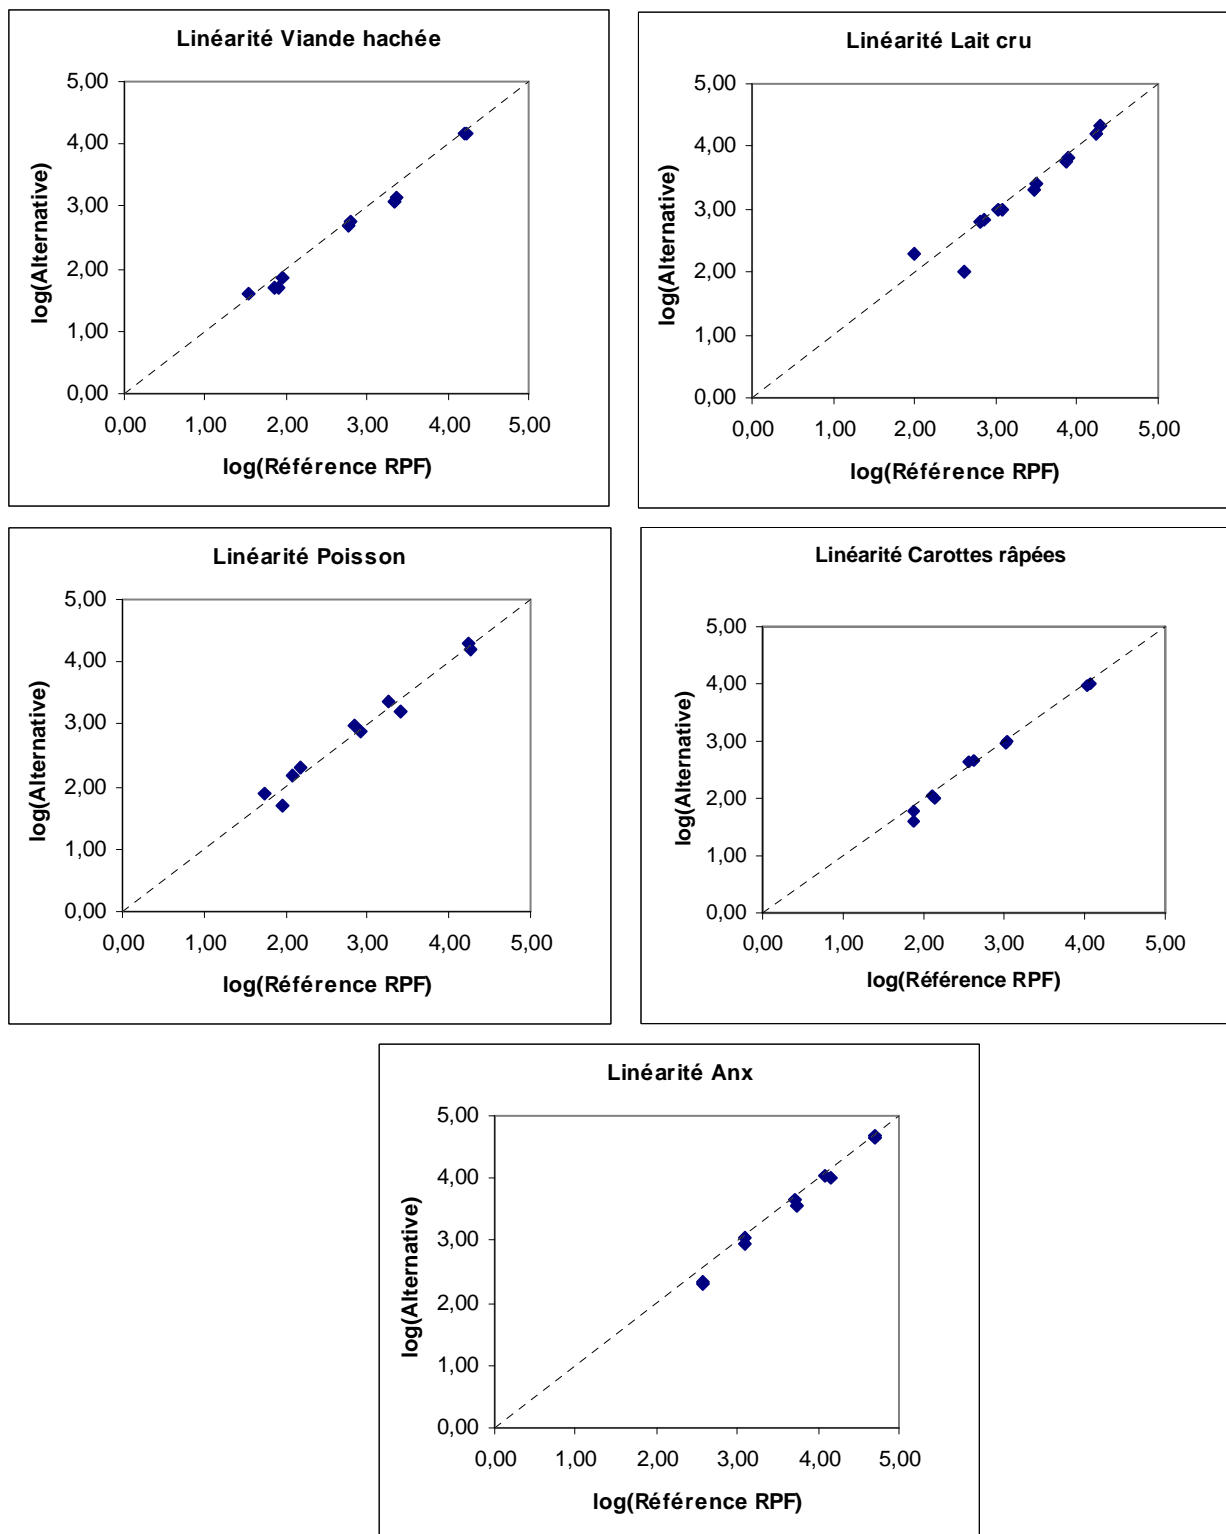 Linéarité Viande hachée
5,00
4,00
3,00
2,00
1,00
0,00
log(Alternative)
0,00 1,00 2,00 3,00 4,00 5,00
log(Référence RPF)
Linéarité Lait cru
5,00
4,00
3,00
2,00
1,00
0,00
log(Alternative)
0,00 1,00 2,00 3,00 4,00 5,00
log(Référence RPF)
Linéarité Poisson
5,00
4,00
3,00
2,00
1,00
0,00
log(Alternative)
0,00 1,00 2,00 3,00 4,00 5,00
log(Référence RPF)
Linéarité Carottes râpées
5,00
4,00
3,00
2,00
1,00
0,00
log(Alternative)
0,00 1,00 2,00 3,00 4,00 5,00
log(Référence RPF)
Linéarité Anx
5,00
4,00
3,00
2,00
1,00
0,00
log(Alternative)
0,00 1,00 2,00 3,00 4,00 5,00
log(Référence RPF)